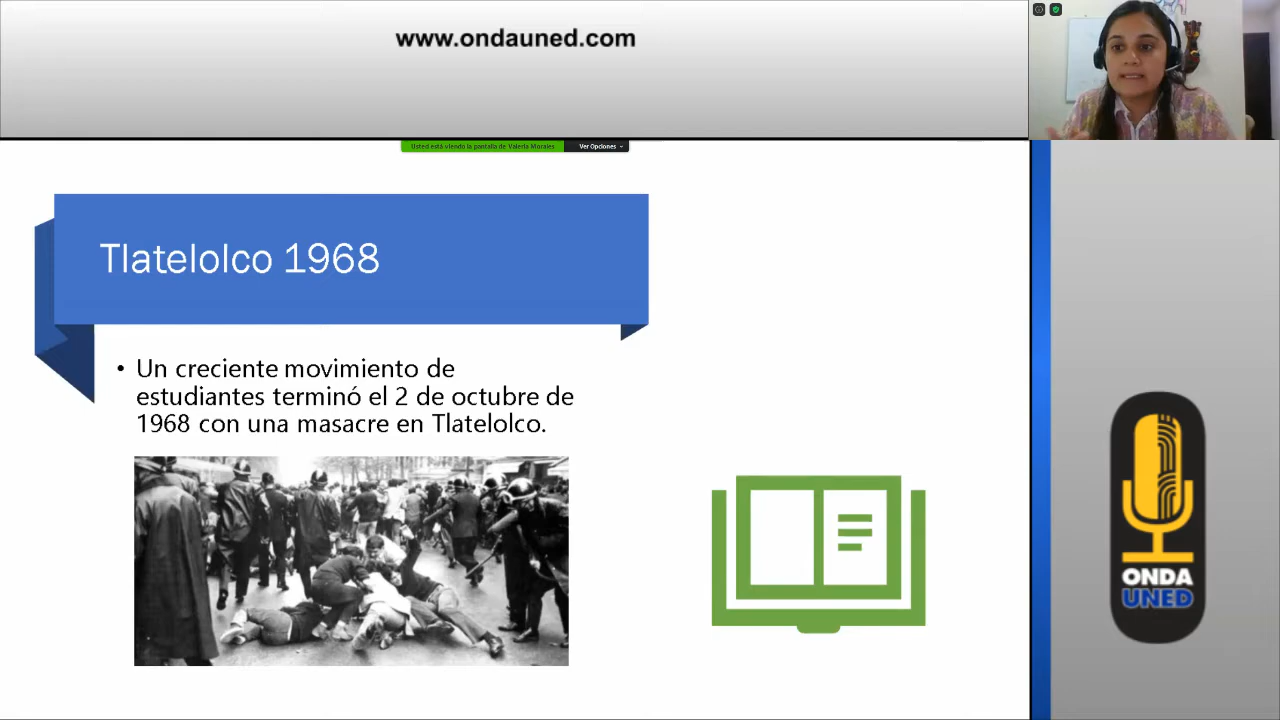 www.ondauned.com
Usted está viendo la pantalla de Valeria Morales
Ver Opciones
Tlatelolco 1968
• Un creciente movimiento de
estudiantes terminó el 2 de octubre de
1968 con una masacre en Tlatelolco.
ONDA
UNED